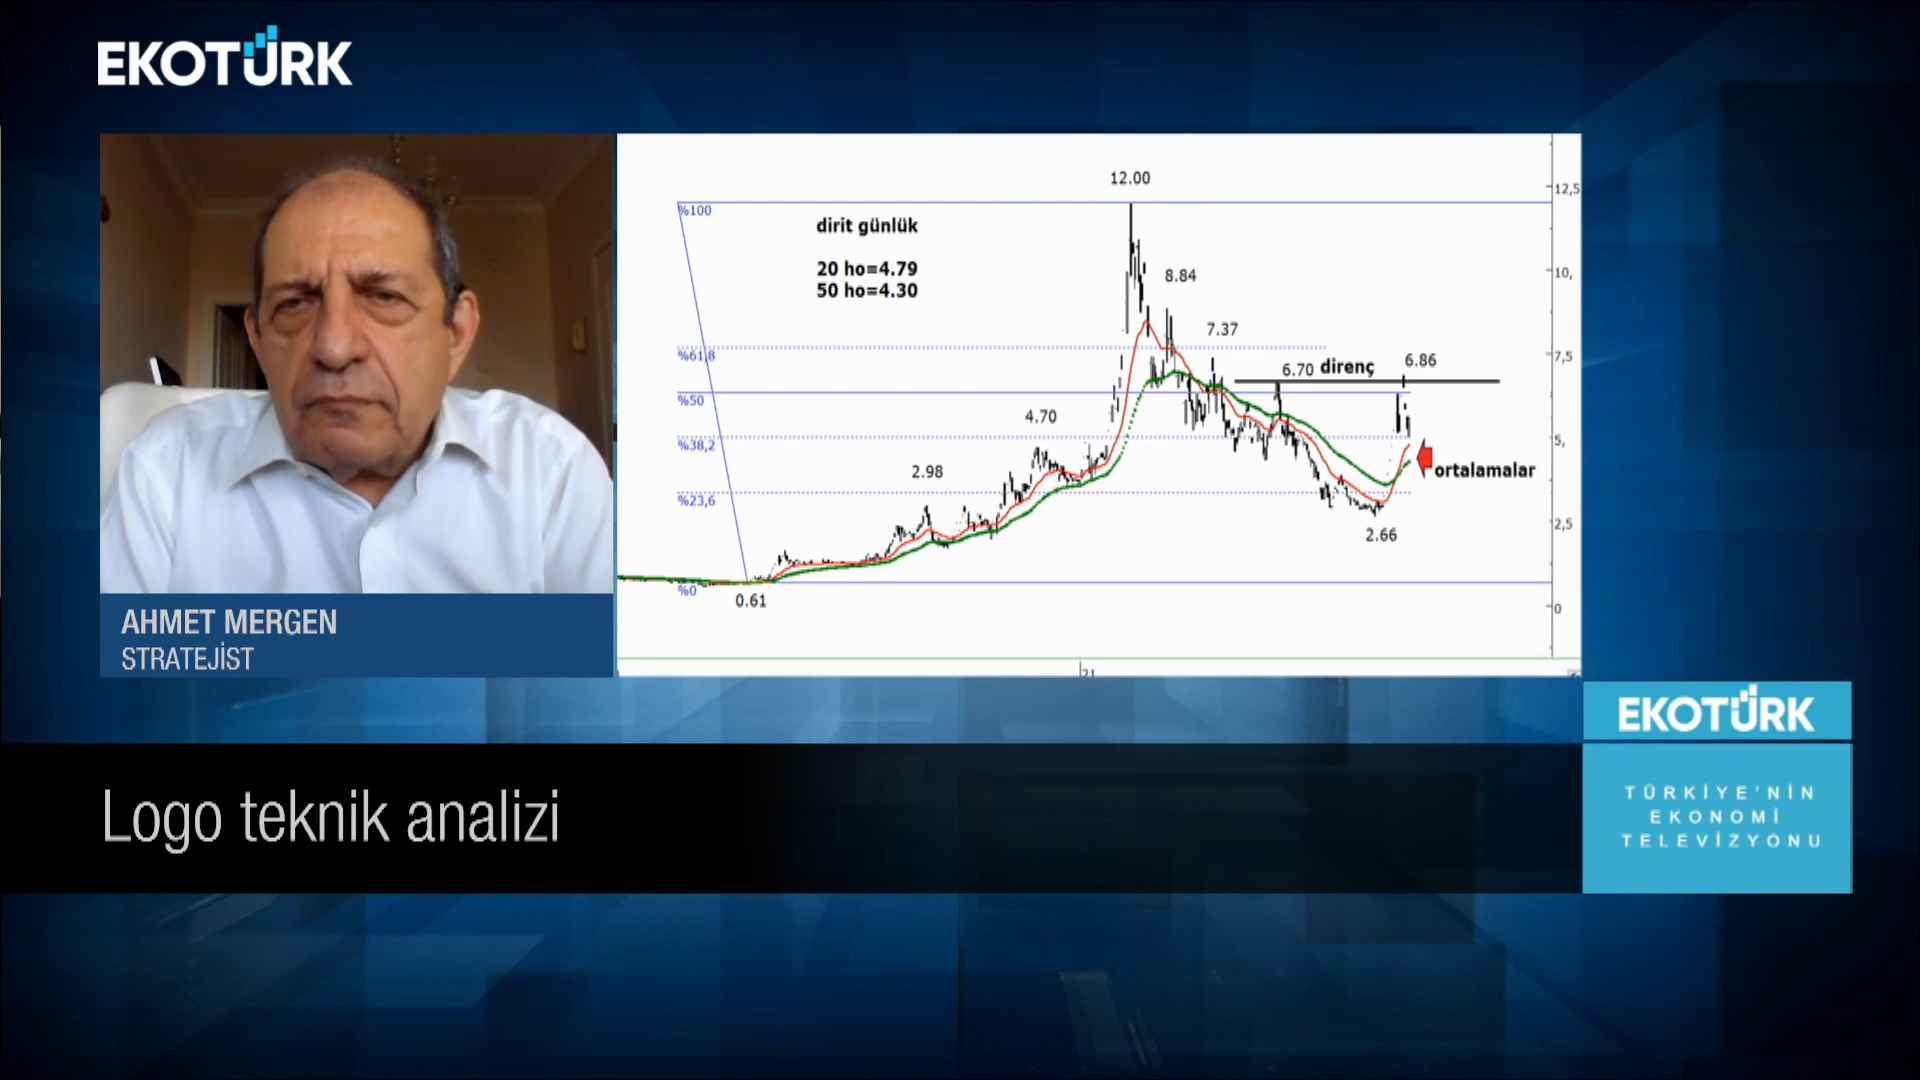 EKOTÜRK
12.00
12,5
%100
dirit günlük
20 ho=4.79
50 ho=4.30
8.84
10,
7.37
%61,8
6.70 direnç
6.86
7,5
%50
4.70
%38,2
5,
2.98
ortalamalar
%23,6
2,5
2.66
%0
0.61
0
21
AHMET MERGEN
STRATEJİST
EKOTÜRK
TÜRKİYE'NİN
EKONOMİ
TELEVİZYONU
Logo teknik analizi